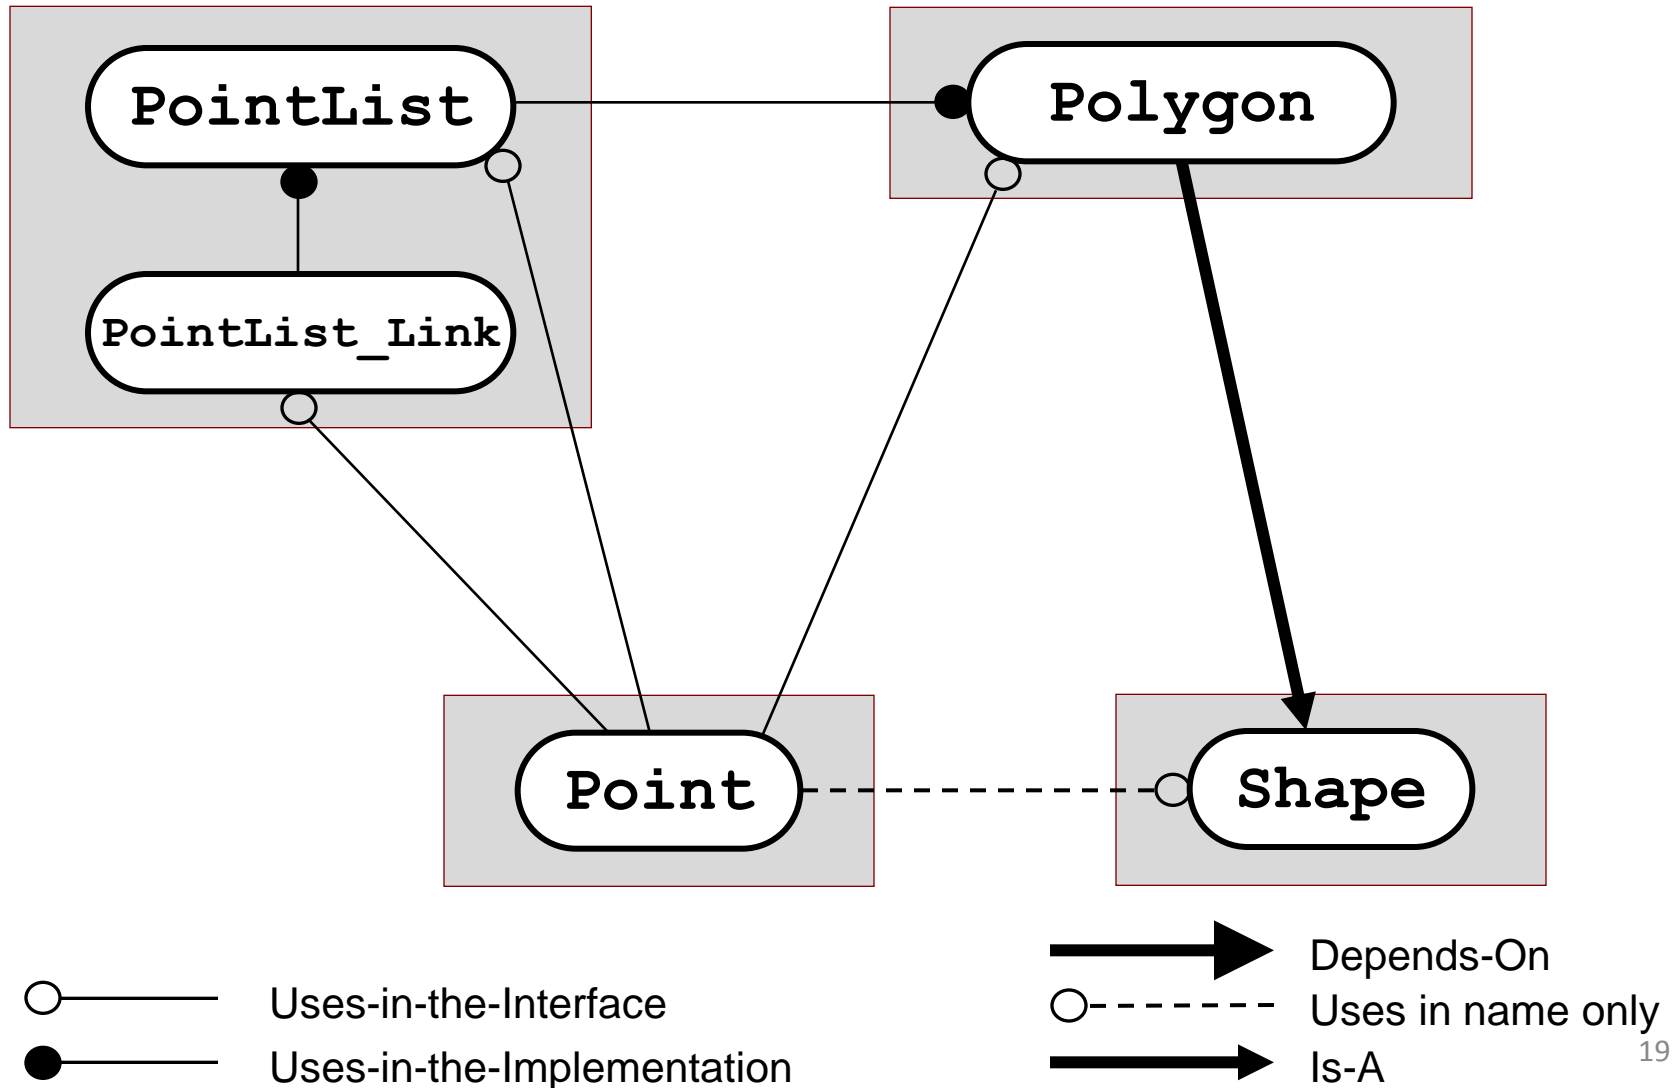 PointList
Polygon
PointList_Link
Point
Shape
Uses-in-the-Interface
Uses-in-the-Implementation
Depends-On
Uses in name only
Is-A
19